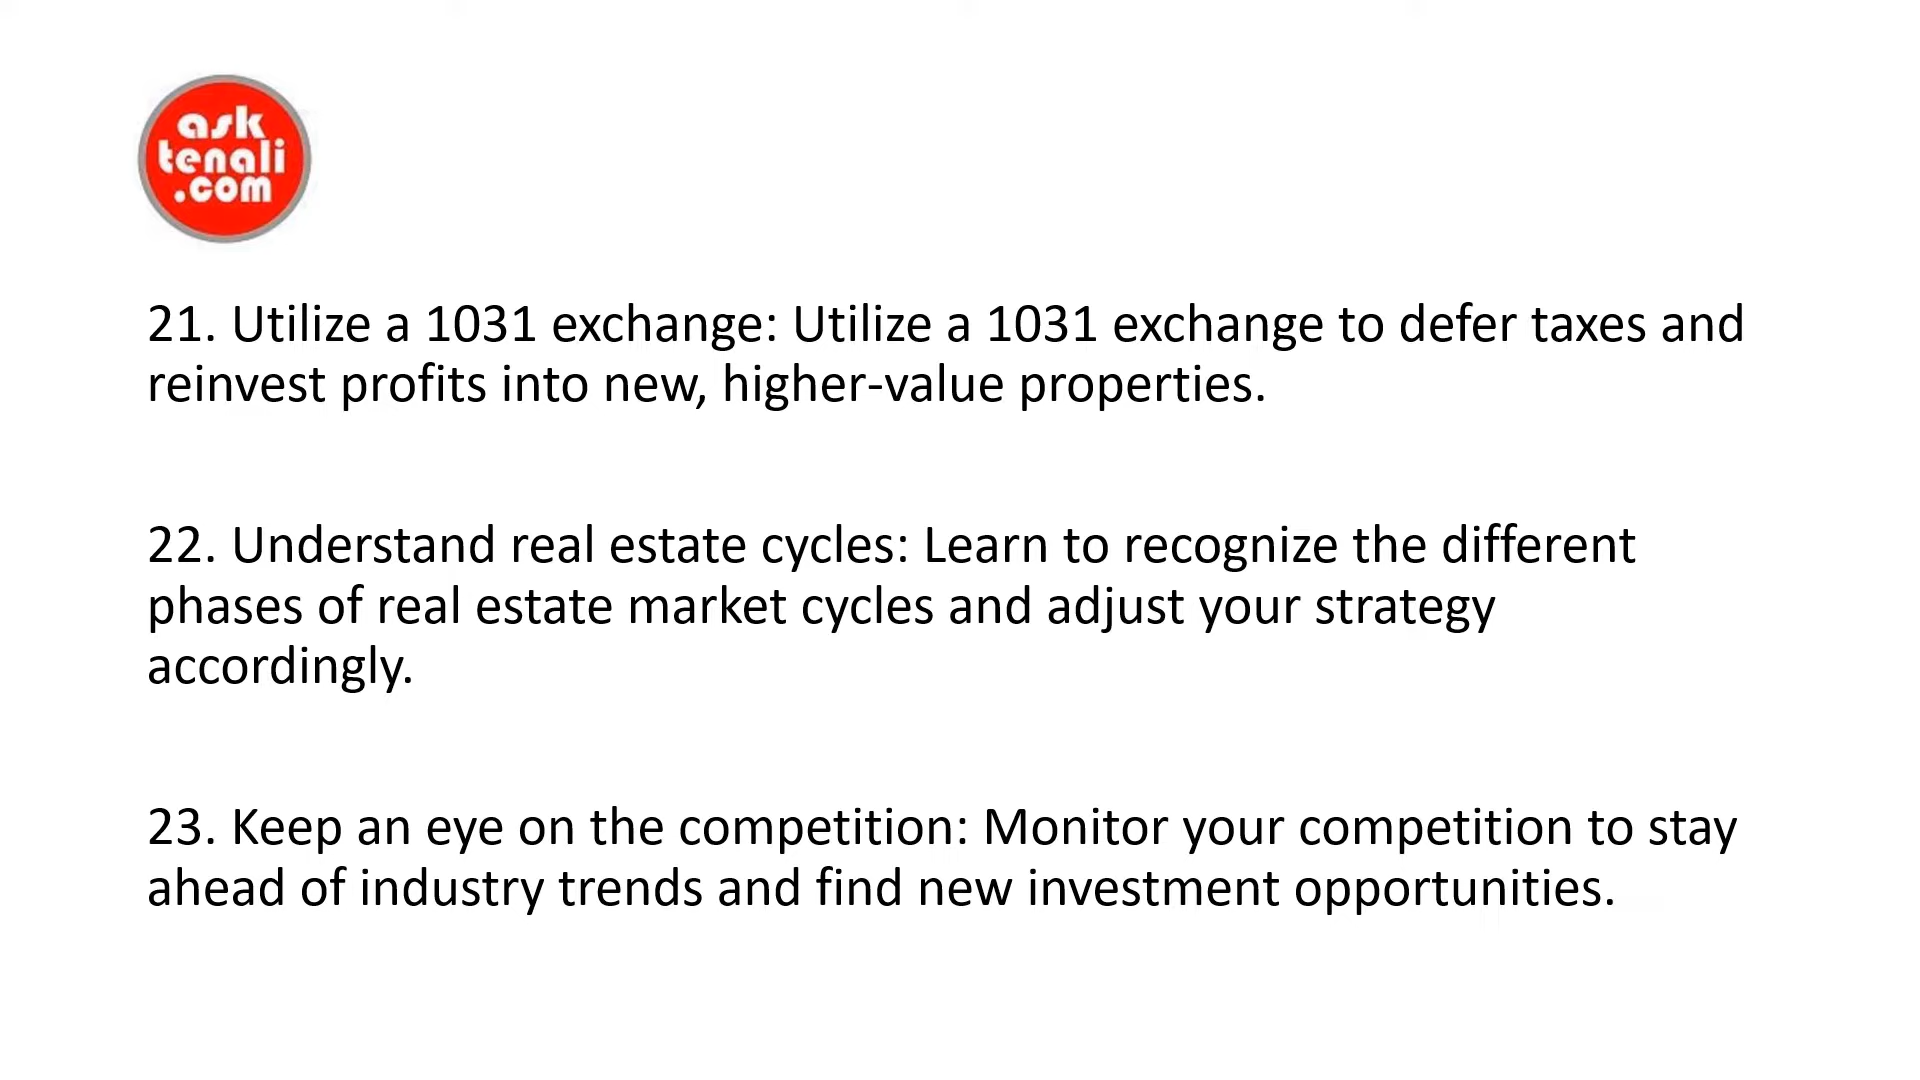 ask
tenali
.com
21. Utilize a 1031 exchange: Utilize a 1031 exchange to defer taxes and
reinvest profits into new, higher-value properties.
22. Understand real estate cycles: Learn to recognize the different
phases of real estate market cycles and adjust your strategy
accordingly.
23. Keep an eye on the competition: Monitor your competition to stay
ahead of industry trends and find new investment opportunities.